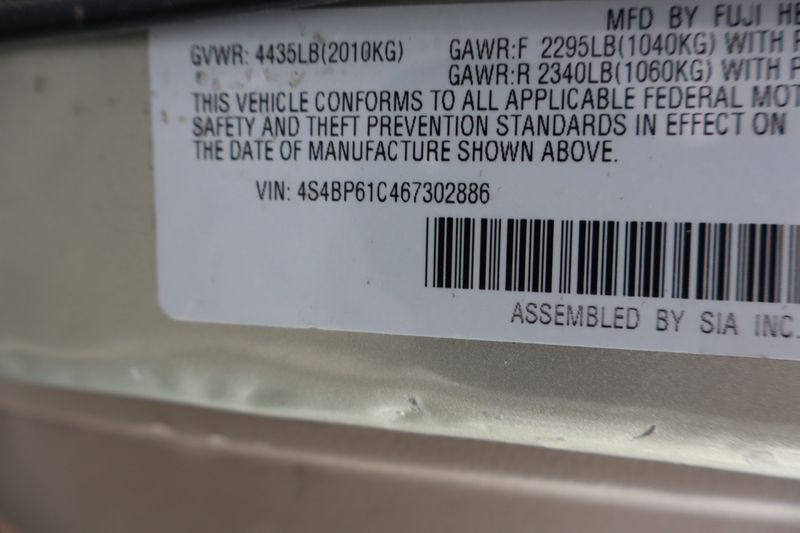 MFD BY FUJI HE
GVWR: 4435LB(2010KG) GAWR:F 2295LB(1040KG) WITH P
GAWR:R 2340LB(1060KG) WITH P
THIS VEHICLE CONFORMS TO ALL APPLICABLE FEDERAL MOT
SAFETY AND THEFT PREVENTION STANDARDS IN EFFECT ON
THE DATE OF MANUFACTURE SHOWN ABOVE.
VIN: 4S4BP61C467302886
ASSEMBLED BY SIA INC.